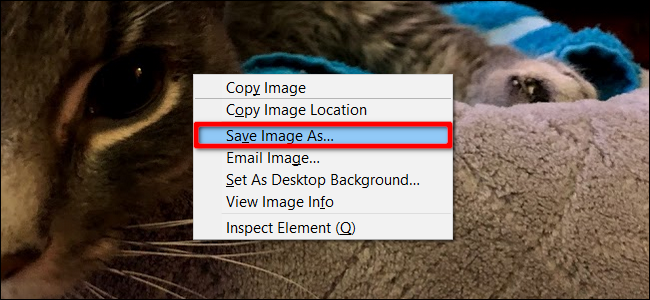 Copy Image
Copy Image Location
Save Image As...
Email Image...
Set As Desktop Background...
View Image Info
Inspect Element (Q)